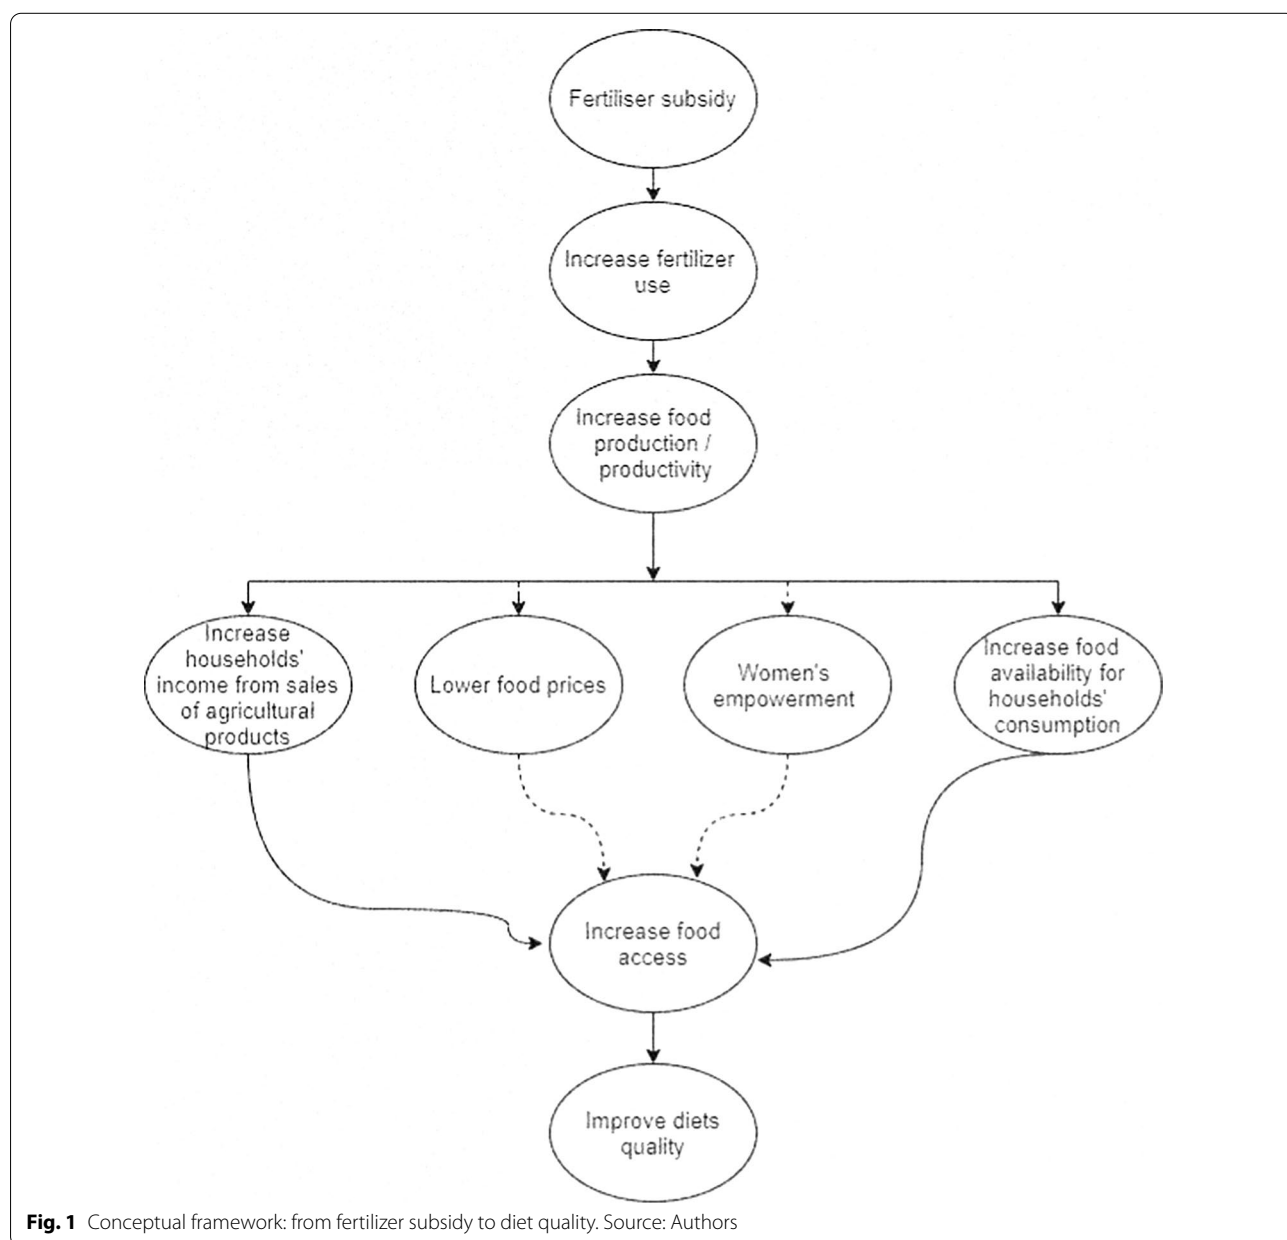 Fertiliser subsidy
Increase fertilizer
use
Increase food
production /
productivity
Increase
households'
income from sales
of agricultural
products
Lower food prices
Women's
empowerment
Increase food
availability for
households'
consumption
Increase food
access
Improve diets
quality
Fig. 1 Conceptual framework: from fertilizer subsidy to diet quality. Source: Authors